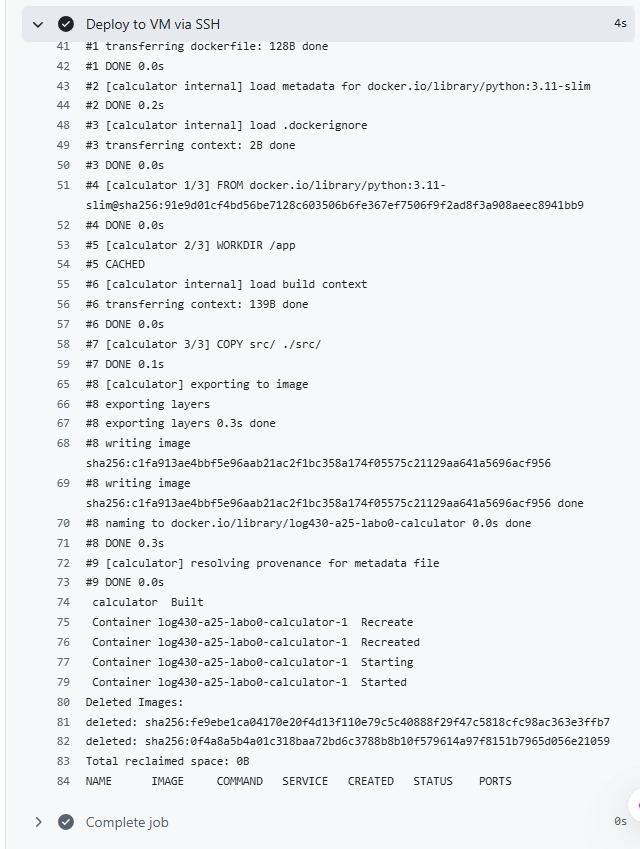 Deploy to VM via SSH 4s
41 #1 transferring dockerfile: 128B done
42 #1 DONE 0.0s
43 #2 [calculator internal] load metadata for docker.io/library/python:3.11-slim
44 #2 DONE 0.2s
48 #3 [calculator internal] load .dockerignore
49 #3 transferring context: 2B done
50 #3 DONE 0.0s
51 #4 [calculator 1/3] FROM docker.io/library/python:3.11-
slim@sha256:91e9d01cf4bd56be7128c603506b6fe367ef7506f9f2ad8f3a908aeec8941bb9
52 #4 DONE 0.0s
53 #5 [calculator 2/3] WORKDIR /app
54 #5 CACHED
55 #6 [calculator internal] load build context
56 #6 transferring context: 139B done
57 #6 DONE 0.0s
58 #7 [calculator 3/3] COPY src/ ./src/
59 #7 DONE 0.1s
65 #8 [calculator] exporting to image
66 #8 exporting layers
67 #8 exporting layers 0.3s done
68 #8 writing image
sha256:c1fa913ae4bbf5e96aab21ac2f1bc358a174f05575c21129aa641a5696acf956
69 #8 writing image
sha256:c1fa913ae4bbf5e96aab21ac2f1bc358a174f05575c21129aa641a5696acf956 done
70 #8 naming to docker.io/library/log430-a25-labo0-calculator 0.0s done
71 #8 DONE 0.3s
72 #9 [calculator] resolving provenance for metadata file
73 #9 DONE 0.0s
74 calculator Built
75 Container log430-a25-labo0-calculator-1 Recreate
76 Container log430-a25-labo0-calculator-1 Recreated
77 Container log430-a25-labo0-calculator-1 Starting
79 Container log430-a25-labo0-calculator-1 Started
80 Deleted Images:
81 deleted: sha256:fe9ebe1ca04170e20f4d13f110e79c5c40888f29f47c5818cfc98ac363e3ffb7
82 deleted: sha256:0f4a8a5b4a01c318baa72bd6c3788b8b10f579614a97f8151b7965d056e21059
83 Total reclaimed space: 0B
84 NAME IMAGE COMMAND SERVICE CREATED STATUS PORTS
Complete job 0s